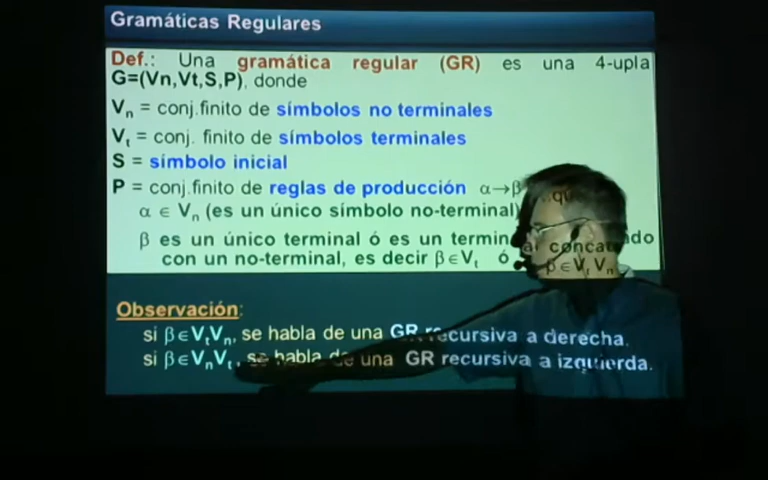 Gramáticas Regulares
Def.: Una gramática regular (GR) es una 4-upla
G=(Vn,Vt,S,P), donde
Vn = conj.finito de símbolos no terminales
Vt = conj. finito de símbolos terminales
S = símbolo inicial
P = conj.finito de reglas de producción α→β
α ∈ Vn (es un único símbolo no-terminal)
β es un único terminal ó es un
con un no-terminal, es decir β∈Vt ó β∈Vt Vn
Observación:
si β∈VtVn, se habla de una GR recursiva a derecha.
si β∈VnVt, se habla de una GR recursiva a izquierda.